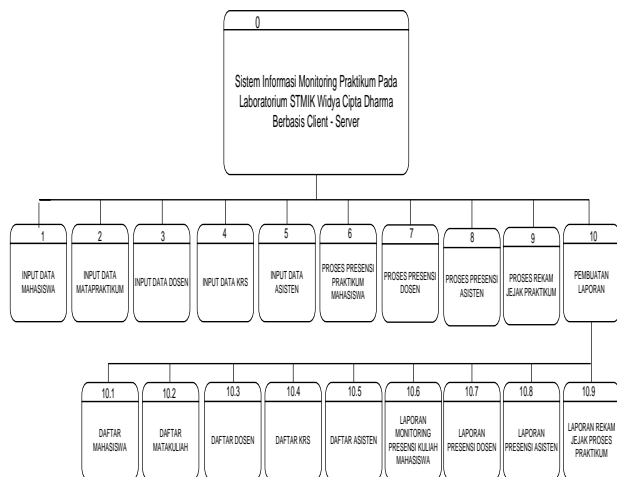 0
Sistem Informasi Monitoring Praktikum Pada
Laboratorium STMIK Widya Cipta Dharma
Berbasis Client - Server
1
INPUT DATA
MAHASISWA
2
INPUT DATA
MATAPRAKTIKUM
3
INPUT DATA DOSEN
4
INPUT DATA KRS
5
INPUT DATA
ASISTEN
6
PROSES PRESENSI
PRAKTIKUM
MAHASISWA
7
PROSES PRESENSI
DOSEN
8
PROSES PRESENSI
ASISTEN
9
PROSES REKAM
JEJAK PRAKTIKUM
10
PEMBUATAN
LAPORAN
10.1
DAFTAR
MAHASISWA
10.2
DAFTAR
MATAKULIAH
10.3
DAFTAR DOSEN
10.4
DAFTAR KRS
10.5
DAFTAR ASISTEN
10.6
LAPORAN
MONITORING
PRESENSI KULIAH
MAHASISWA
10.7
LAPORAN
PRESENSI DOSEN
10.8
LAPORAN
PRESENSI ASISTEN
10.9
LAPORAN REKAM
JEJAK PROSES
PRAKTIKUM